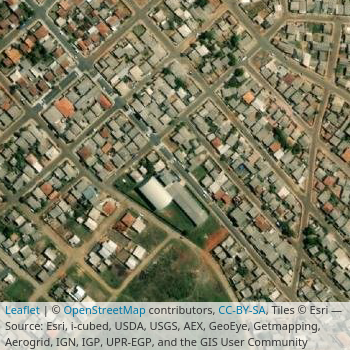 Leaflet | © OpenStreetMap contributors, CC-BY-SA, Tiles © Esri —
Source: Esri, i-cubed, USDA, USGS, AEX, GeoEye, Getmapping,
Aerogrid, IGN, IGP, UPR-EGP, and the GIS User Community